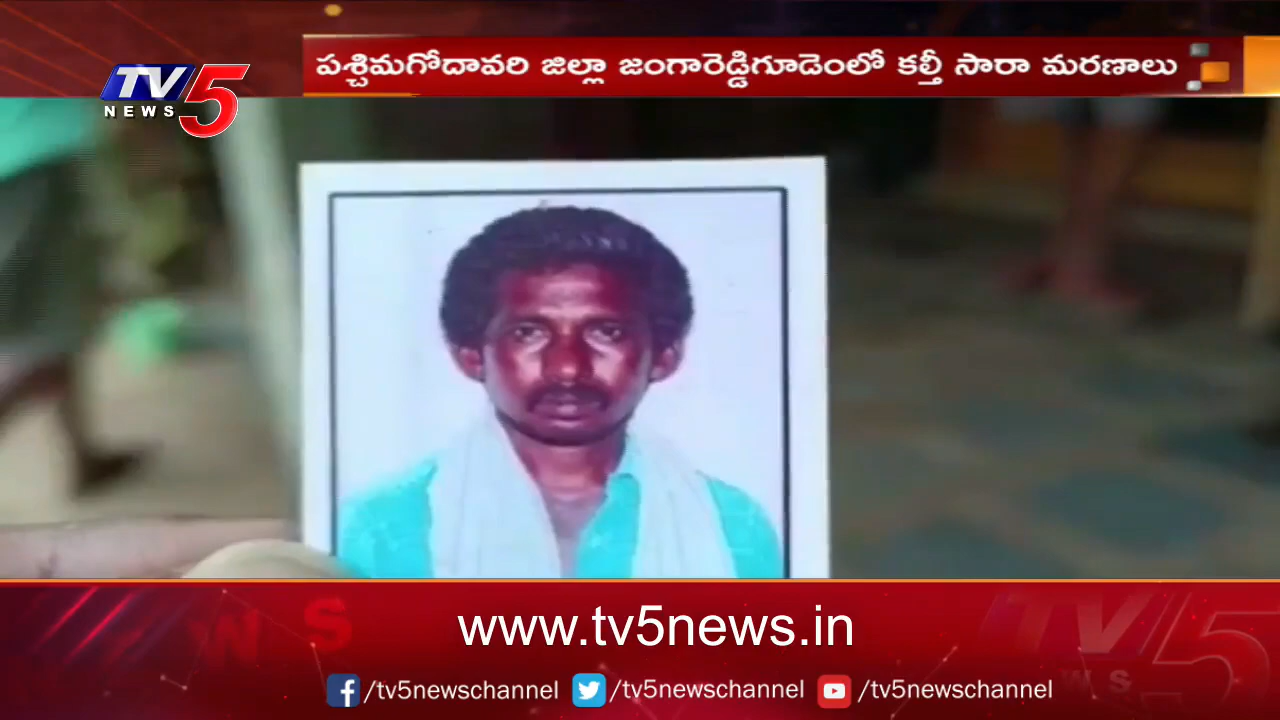 పశ్చిమగోదావరి జిల్లా జంగారెడ్డిగూడెంలో కల్తీ సారా మరణాలు
TV5
NEWS
www.tv5news.in
/tv5newschannel /tv5newschannel /tv5newschannel